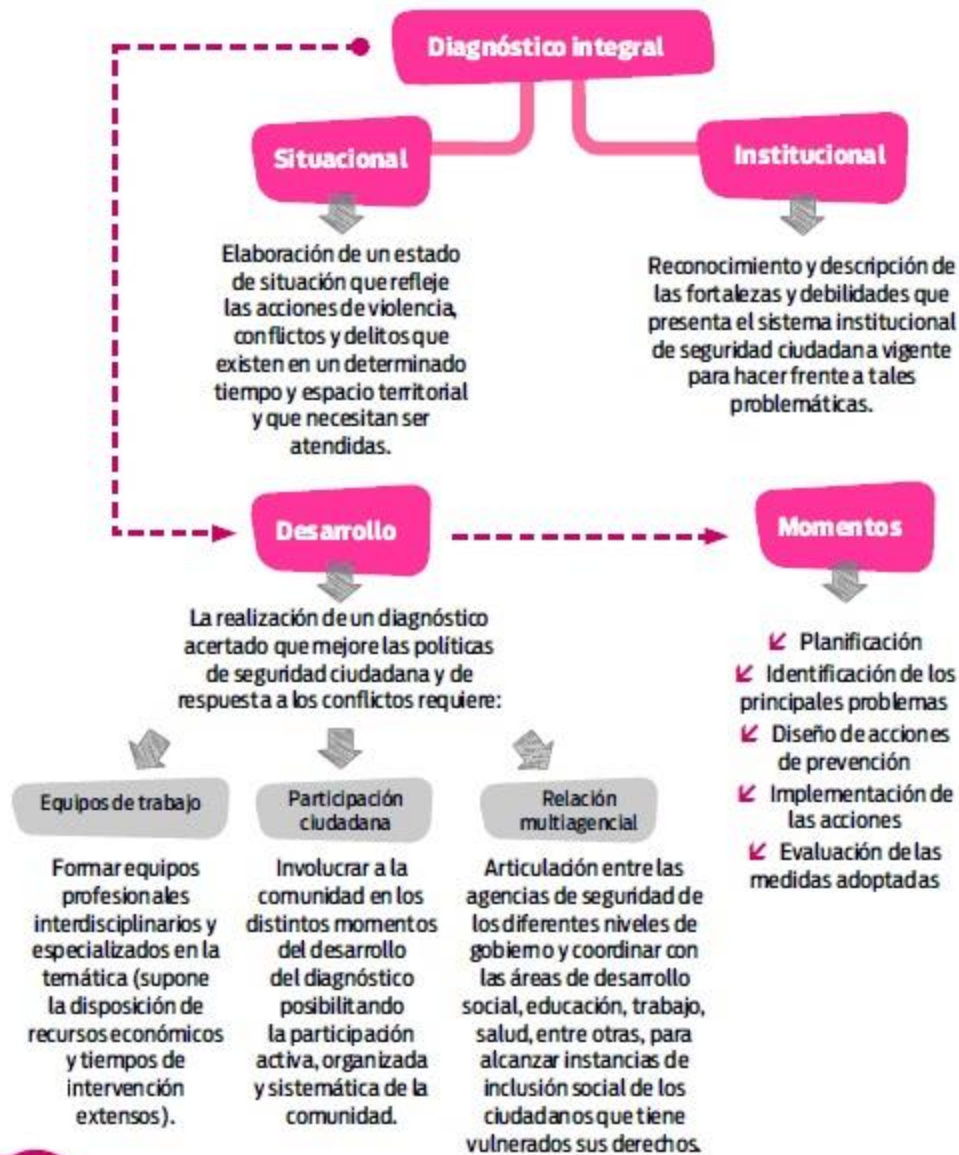 Diagnóstico integral
Situacional
Elaboración de un estado
de situación que refleje
las acciones de violencia,
conflictos y delitos que
existen en un determinado
tiempo y espacio territorial
y que necesitan ser
atendidas.
Institucional
Reconocimiento y descripción de
las fortalezas y debilidades que
presenta el sistema institucional
de seguridad ciudadana vigente
para hacer frente a tales
problemáticas.
Desarrollo
La realización de un diagnóstico
acertado que mejore las políticas
de seguridad ciudadana y de
respuesta a los conflictos requiere:
Equipos de trabajo
Formar equipos
profesionales
interdisciplinarios y
especializados en la
temática (supone
la disposición de
recursos económicos
y tiempos de
intervención
extensos).
Participación
ciudadana
Involucrar a la
comunidad en los
distintos momentos
del desarrollo
del diagnóstico
posibilitando
la participación
activa, organizada
y sistemática de la
comunidad.
Relación
multiagencial
Articulación entre las
agencias de seguridad de
los diferentes niveles de
gobierno y coordinar con
las áreas de desarrollo
social, educación, trabajo,
salud, entre otras, para
alcanzar instancias de
inclusión social de los
ciudadanos que tiene
vulnerados sus derechos.
Momentos
Planificación
Identificación de los
principales problemas
Diseño de acciones
de prevención
Implementación de
las acciones
Evaluación de las
medidas adoptadas